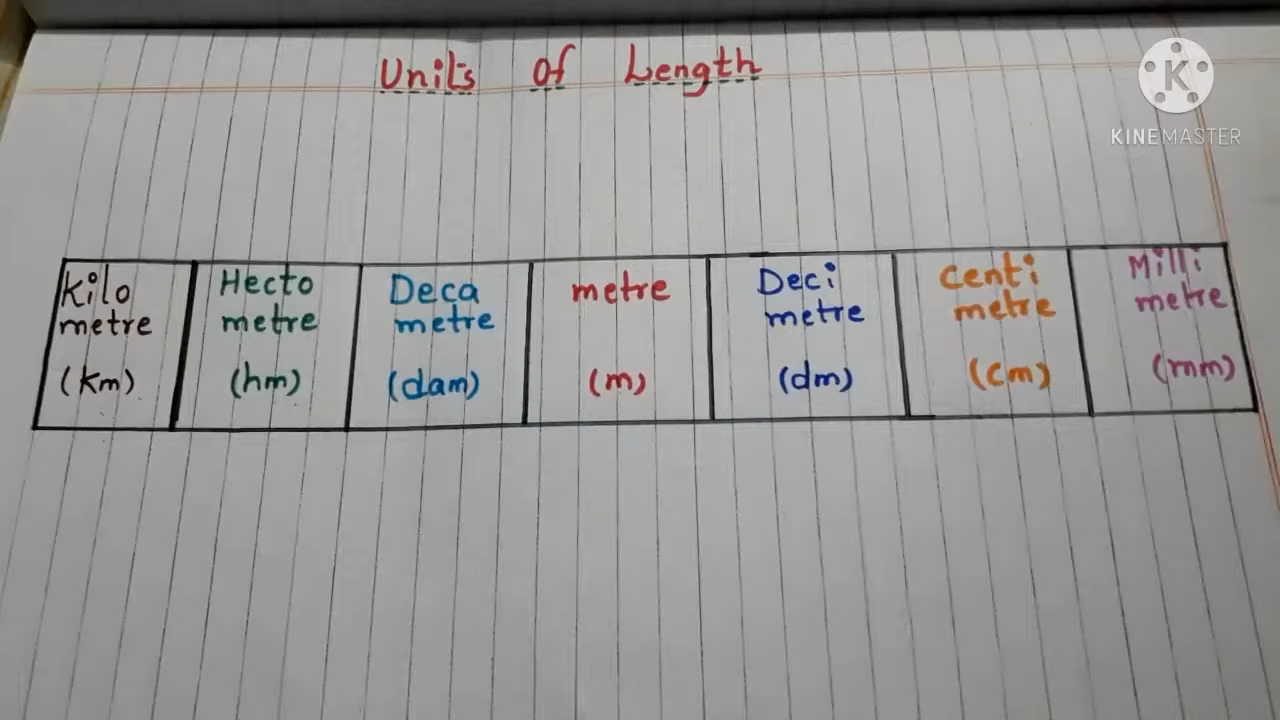 Units Of Length
K
KINEMASTER
Kilo
metre
(Km)
Hecto
metre
(hm)
Deca
metre
(dam)
metre
(m)
Deci
metre
(dm)
Centi
metre
(Cm)
Milli
metre
(mm)